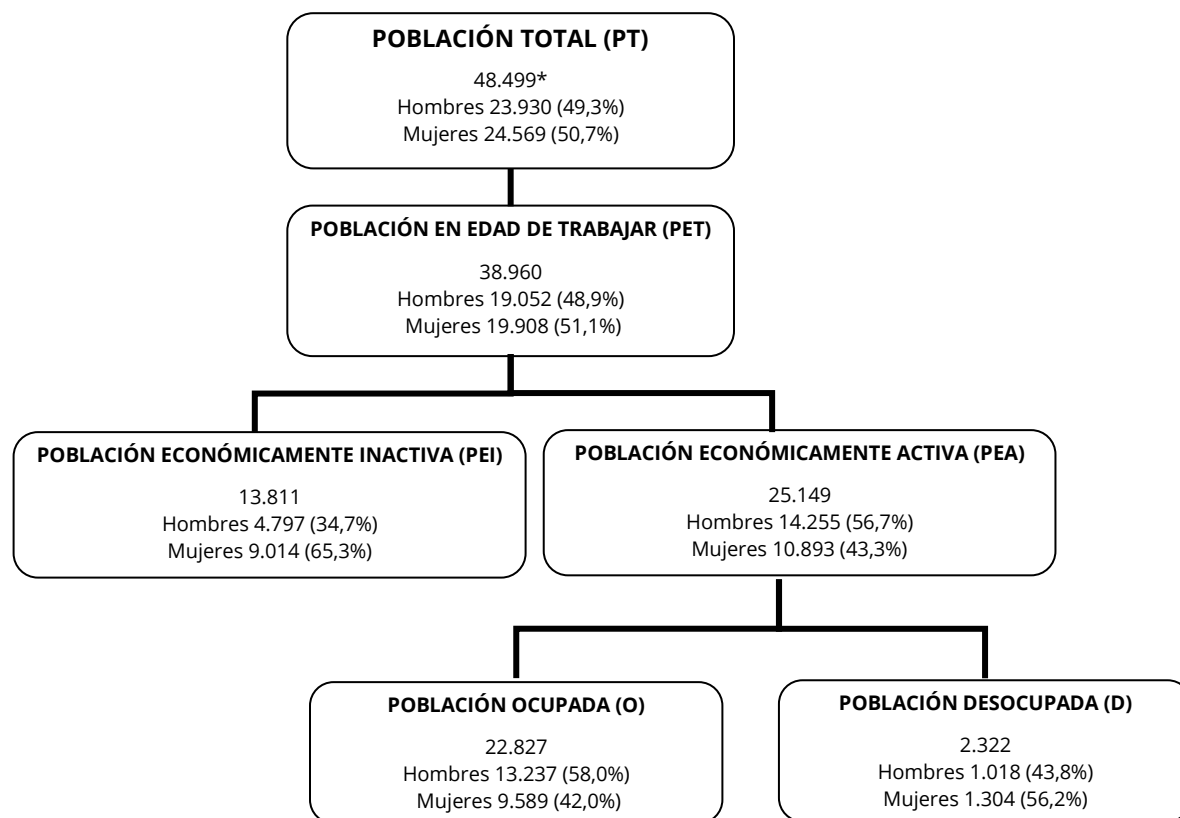 POBLACIÓN TOTAL (PT)
48.499*
Hombres 23.930 (49,3%)
Mujeres 24.569 (50,7%)
POBLACIÓN EN EDAD DE TRABAJAR (PET)
38.960
Hombres 19.052 (48,9%)
Mujeres 19.908 (51,1%)
POBLACIÓN ECONÓMICAMENTE INACTIVA (PEI)
13.811
Hombres 4.797 (34,7%)
Mujeres 9.014 (65,3%)
POBLACIÓN ECONÓMICAMENTE ACTIVA (PEA)
25.149
Hombres 14.255 (56,7%)
Mujeres 10.893 (43,3%)
POBLACIÓN OCUPADA (O)
22.827
Hombres 13.237 (58,0%)
Mujeres 9.589 (42,0%)
POBLACIÓN DESOCUPADA (D)
2.322
Hombres 1.018 (43,8%)
Mujeres 1.304 (56,2%)